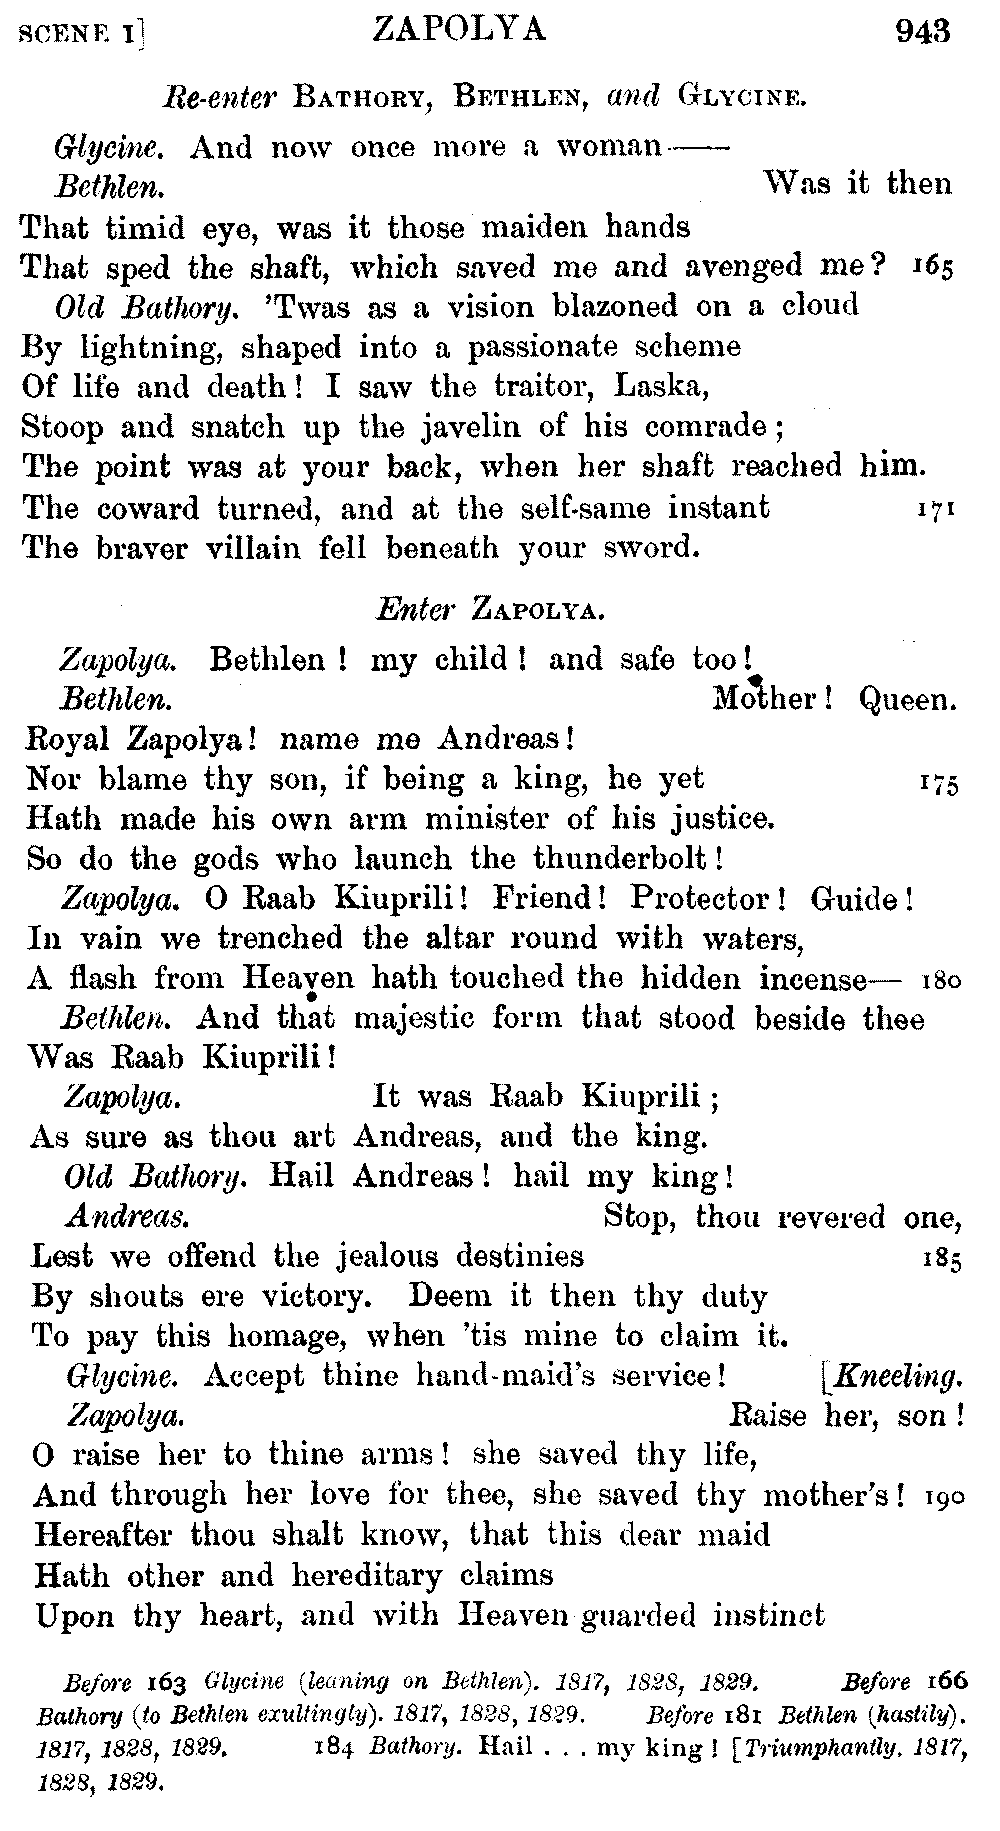 SCENE I] ZAPOLYA 943
Re-enter BATHORY, BETHLEN, and GLYCINE.
Glycine. And now once more a woman——
Bethlen. Was it then
That timid eye, was it those maiden hands
That sped the shaft, which saved me and avenged me? 165
Old Bathory. 'Twas as a vision blazoned on a cloud
By lightning, shaped into a passionate scheme
Of life and death! I saw the traitor, Laska,
Stoop and snatch up the javelin of his comrade;
The point was at your back, when her shaft reached him.
The coward turned, and at the self-same instant 171
The braver villain fell beneath your sword.
Enter ZAPOLYA.
Zapolya. Bethlen! my child! and safe too!
Bethlen. Mother! Queen.
Royal Zapolya! name me Andreas!
Nor blame thy son, if being a king, he yet 175
Hath made his own arm minister of his justice.
So do the gods who launch the thunderbolt!
Zapolya. O Raab Kiuprili! Friend! Protector! Guide!
In vain we trenched the altar round with waters,
A flash from Heaven hath touched the hidden incense— 180
Bethlen. And that majestic form that stood beside thee
Was Raab Kiuprili!
Zapolya. It was Raab Kiuprili;
As sure as thou art Andreas, and the king.
Old Bathory. Hail Andreas! hail my king!
Andreas. Stop, thou revered one,
Lest we offend the jealous destinies 185
By shouts ere victory. Deem it then thy duty
To pay this homage, when 'tis mine to claim it.
Glycine. Accept thine hand-maid's service! [Kneeling.
Zapolya. Raise her, son!
O raise her to thine arms! she saved thy life,
And through her love for thee, she saved thy mother's! 190
Hereafter thou shalt know, that this dear maid
Hath other and hereditary claims
Upon thy heart, and with Heaven guarded instinct
Before 163 Glycine (leaning on Bethlen). 1817, 1828, 1829. Before 166
Bathory (to Bethlen exultingly). 1817, 1828, 1829. Before 181 Bethlen (hastily).
1817, 1828, 1829. 184 Bathory. Hail . . . my king! [Triumphantly. 1817,
1828, 1829.